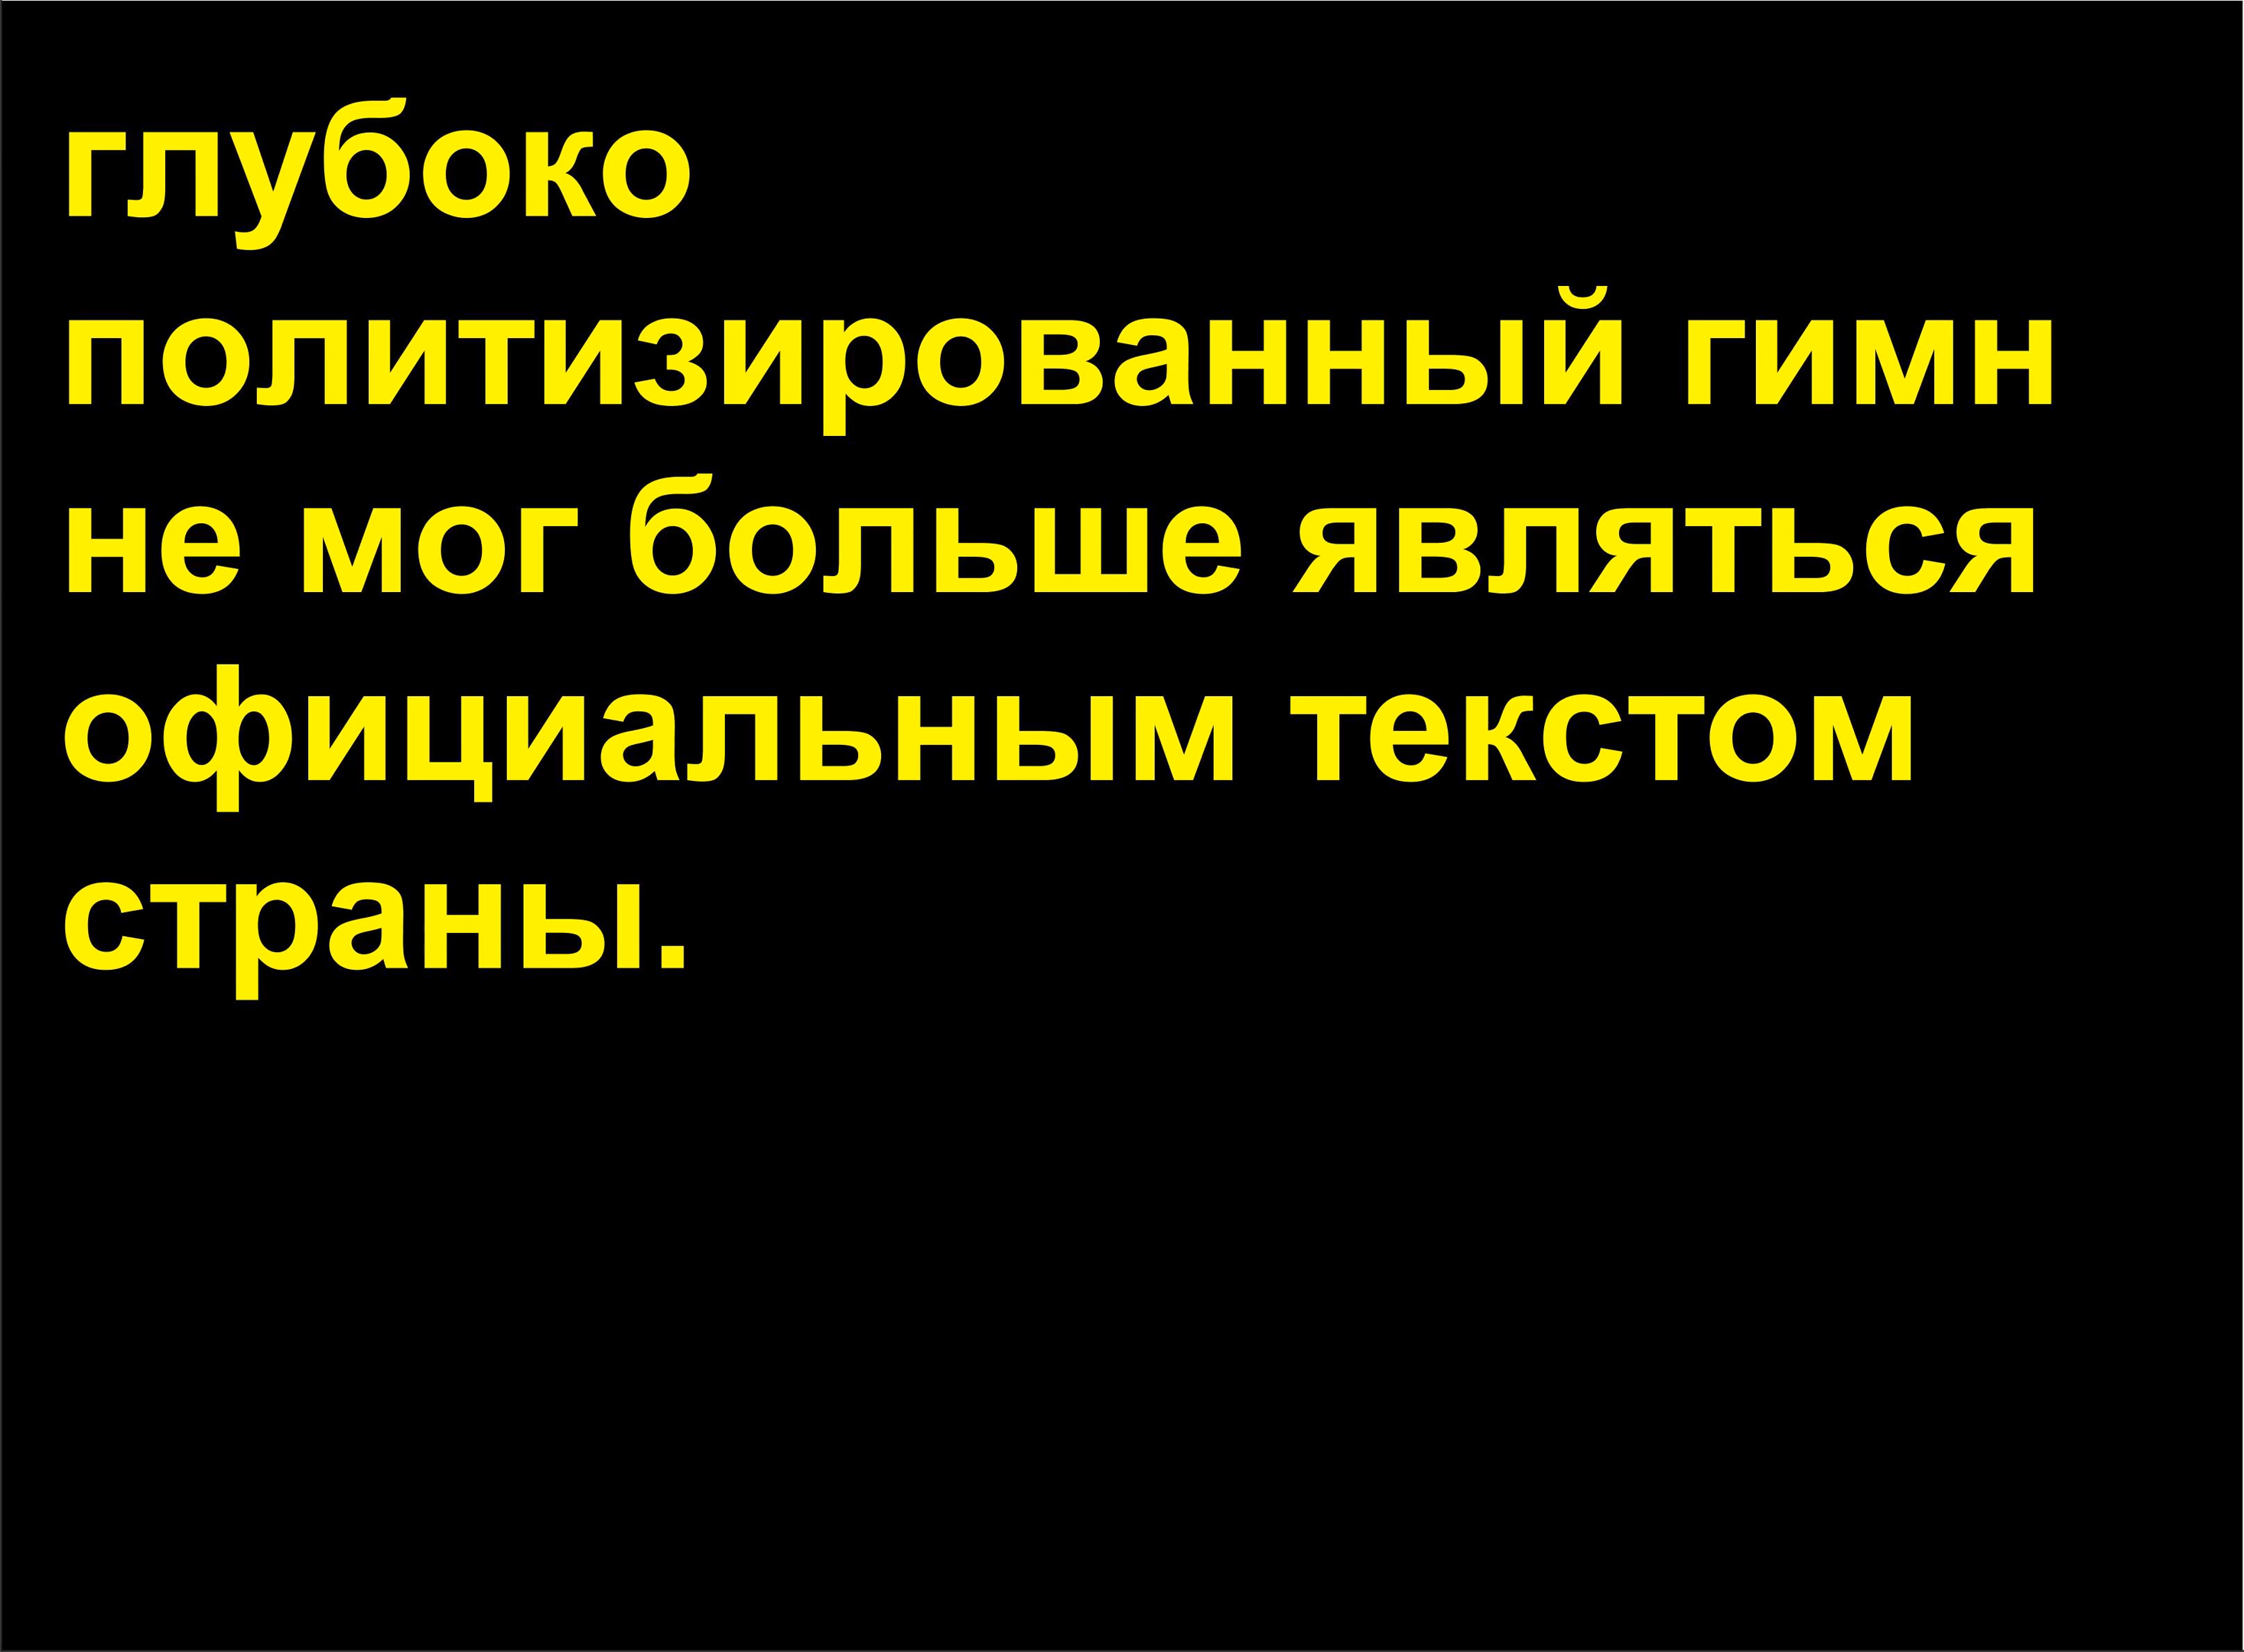 глубоко
политизированный гимн
не мог больше являться
официальным текстом
страны.